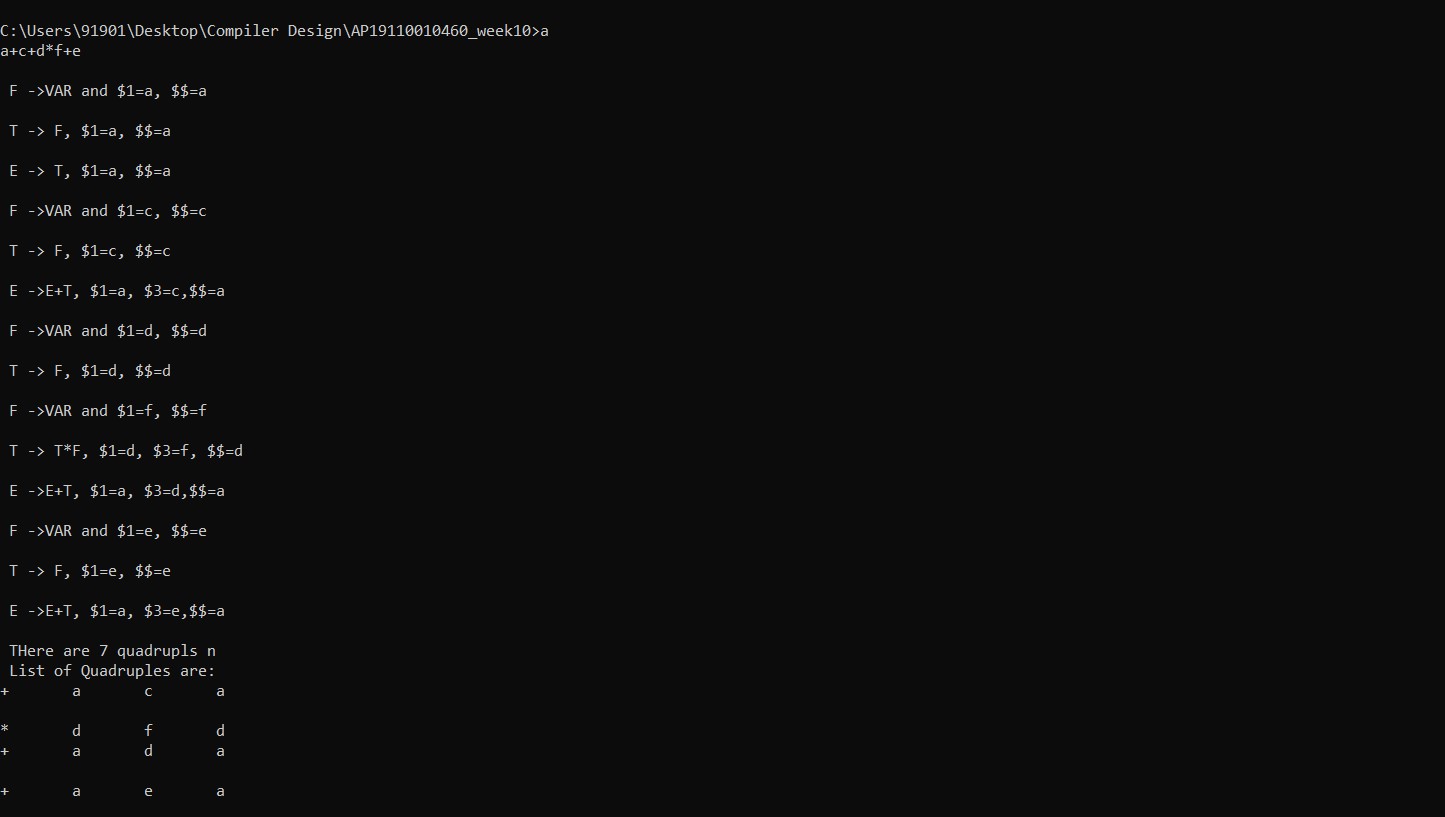 C:\Users\91901\Desktop\Compiler Design\AP19110010460_week10>a
a+c+d*f+e
F ->VAR and $1=a, $$=a
T -> F, $1=a, $$=a
E -> T, $1=a, $$=a
F ->VAR and $1=c, $$=c
T -> F, $1=c, $$=c
E ->E+T, $1=a, $3=c,$$=a
F ->VAR and $1=d, $$=d
T -> F, $1=d, $$=d
F ->VAR and $1=f, $$=f
T -> T*F, $1=d, $3=f, $$=d
E ->E+T, $1=a, $3=d,$$=a
F ->VAR and $1=e, $$=e
T -> F, $1=e, $$=e
E ->E+T, $1=a, $3=e,$$=a
THere are 7 quadrupls n
List of Quadruples are:
+ a c a
* d f d
+ a d a
+ a e a